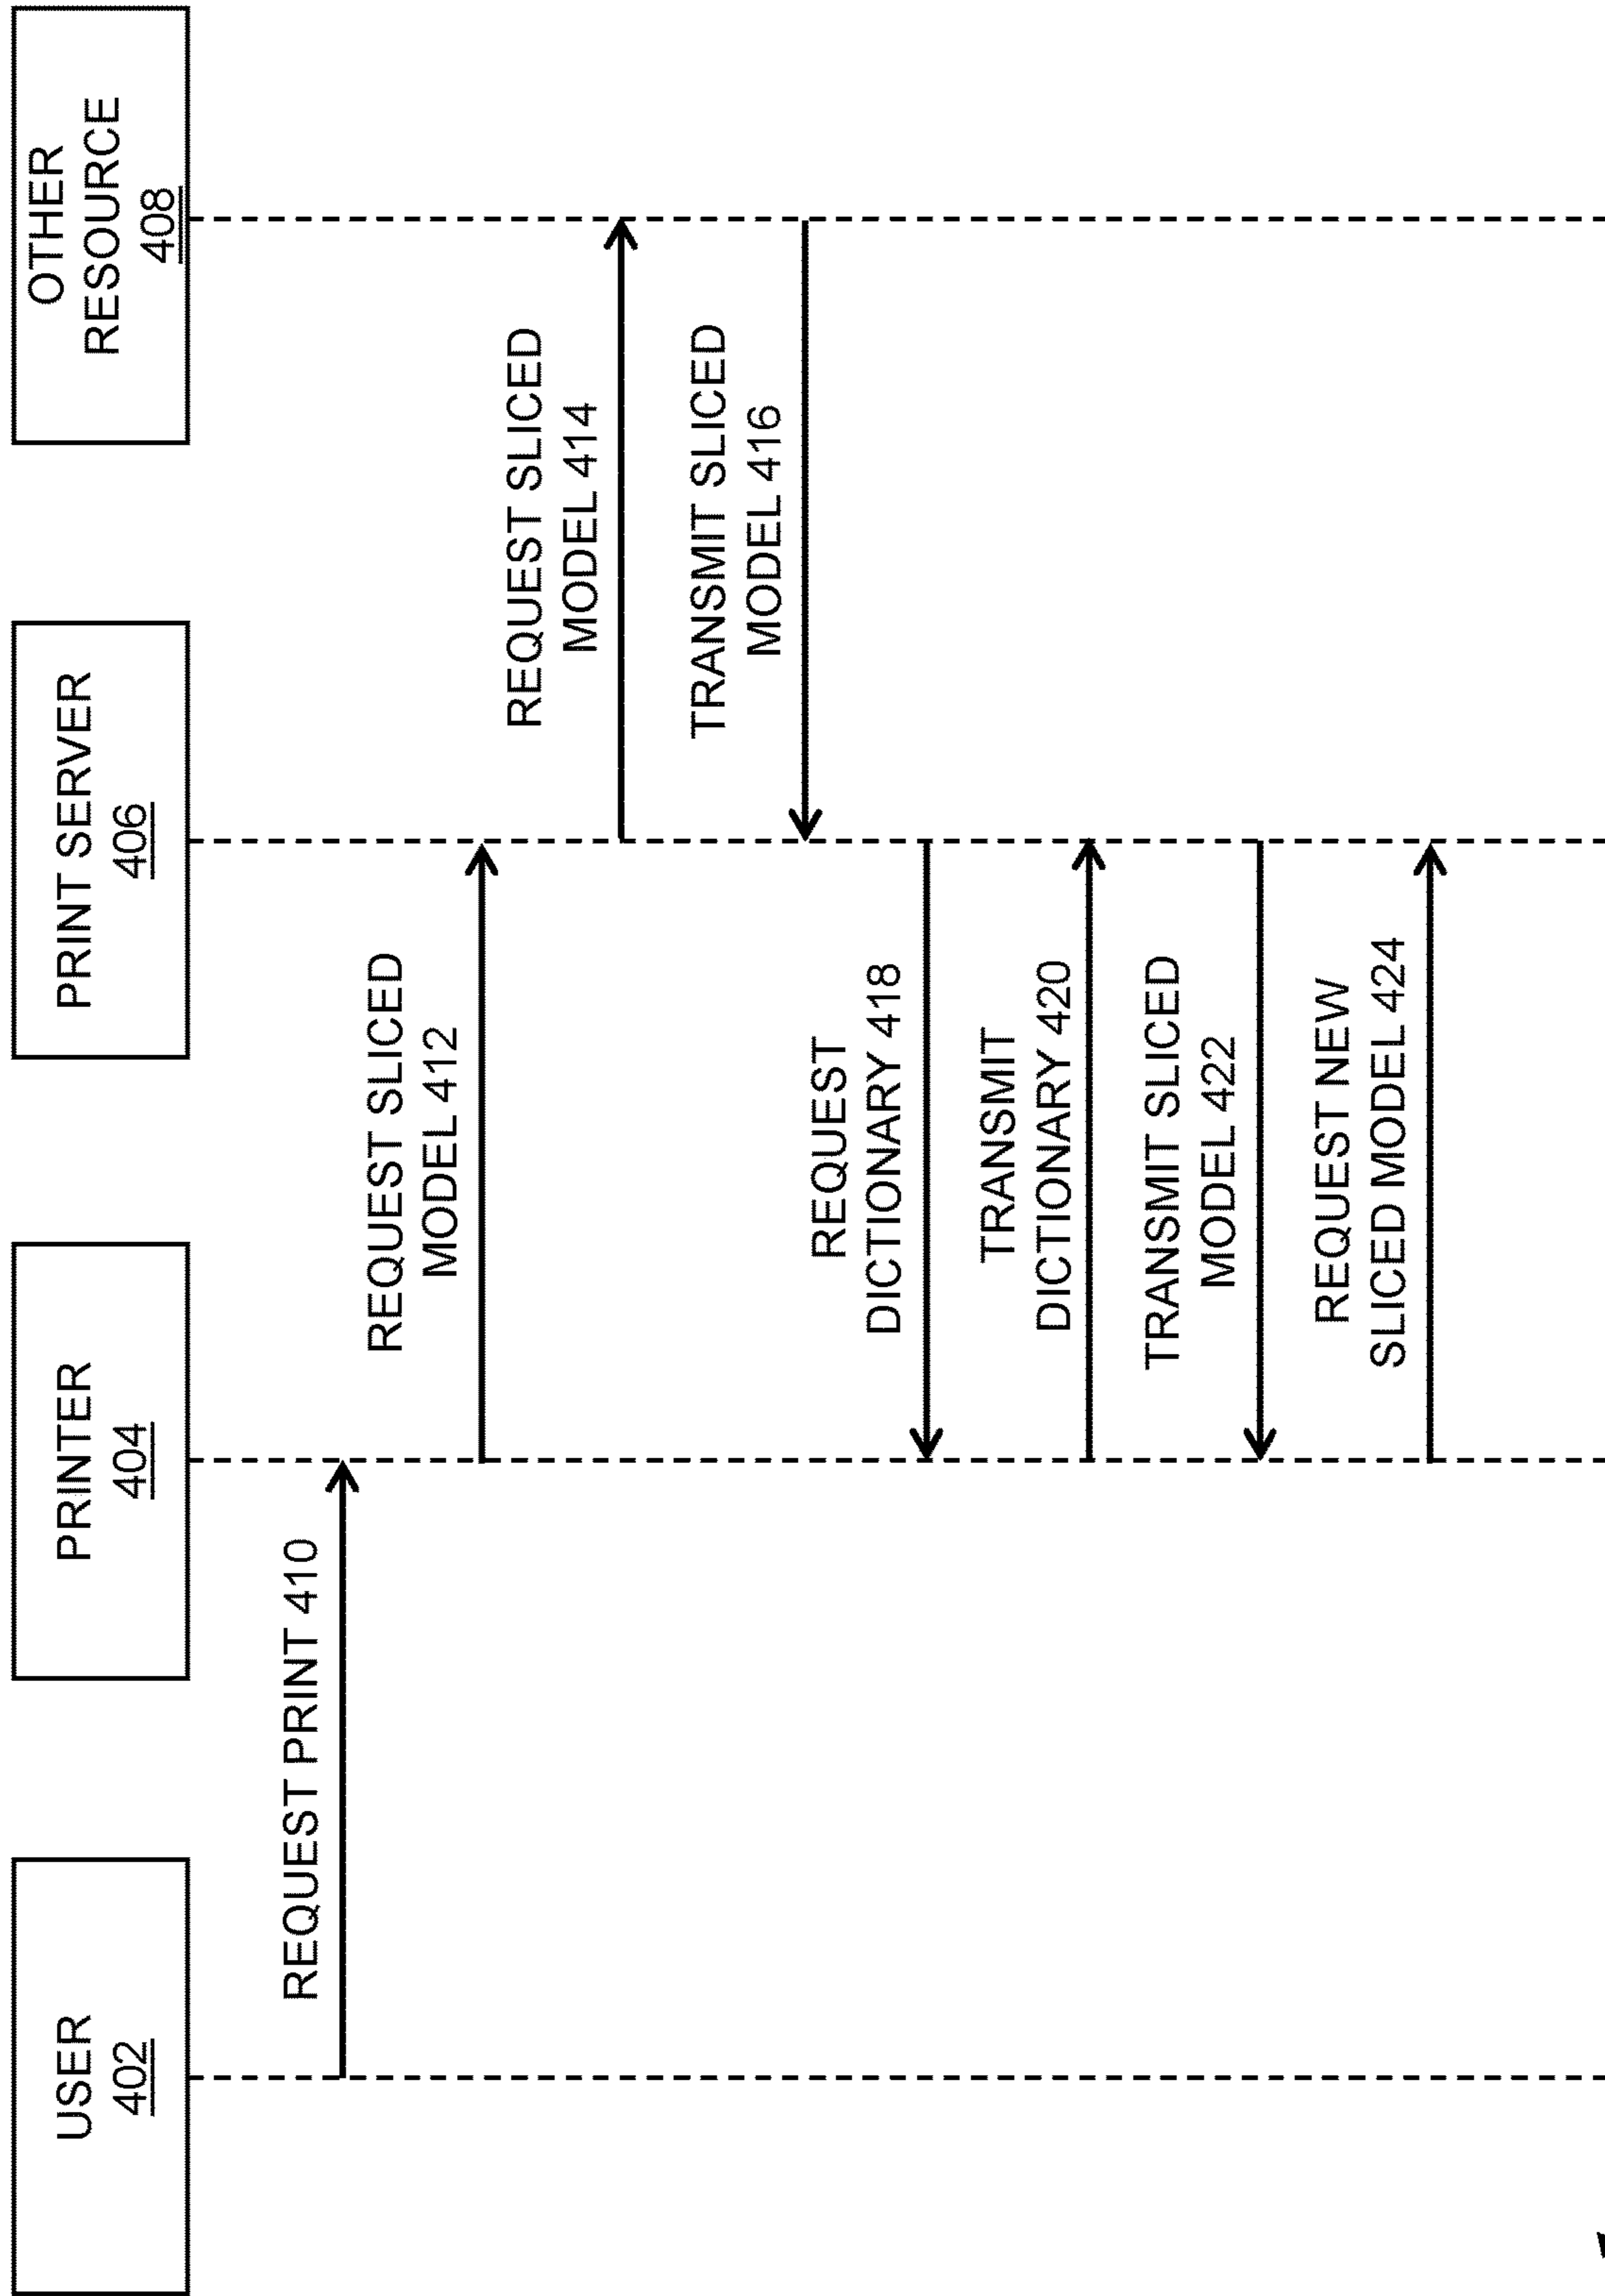 USER
402
PRINTER
404
PRINT SERVER
406
OTHER
RESOURCE
408
REQUEST PRINT 410
REQUEST SLICED
MODEL 412
REQUEST SLICED
MODEL 414
TRANSMIT SLICED
MODEL 416
REQUEST
DICTIONARY 418
TRANSMIT
DICTIONARY 420
TRANSMIT SLICED
MODEL 422
REQUEST NEW
SLICED MODEL 424